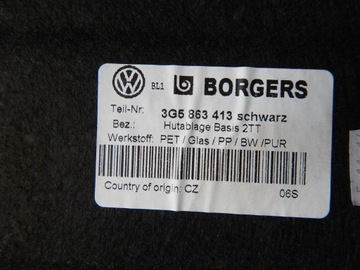 BL1 BORGERS
Teil-Nr: 3G5 863 413 schwarz
Bez.: Hutablage Basis 2TT
Werkstoff: PET / Glas / PP / BW /PUR
Country of origin: CZ 06S